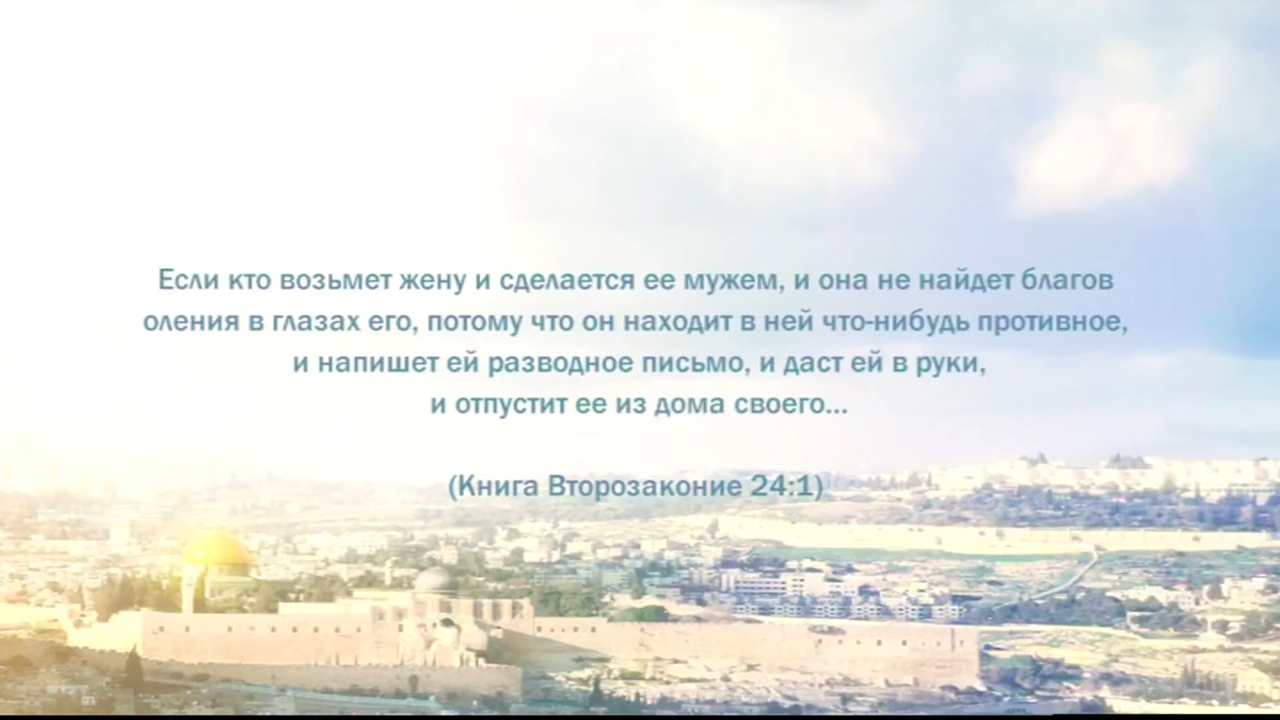 Если кто возьмет жену и сделается ее мужем, и она не найдет благов
оления в глазах его, потому что он находит в ней что-нибудь противное,
и напишет ей разводное письмо, и даст ей в руки,
и отпустит ее из дома своего...
(Книга Второзаконие 24:1)